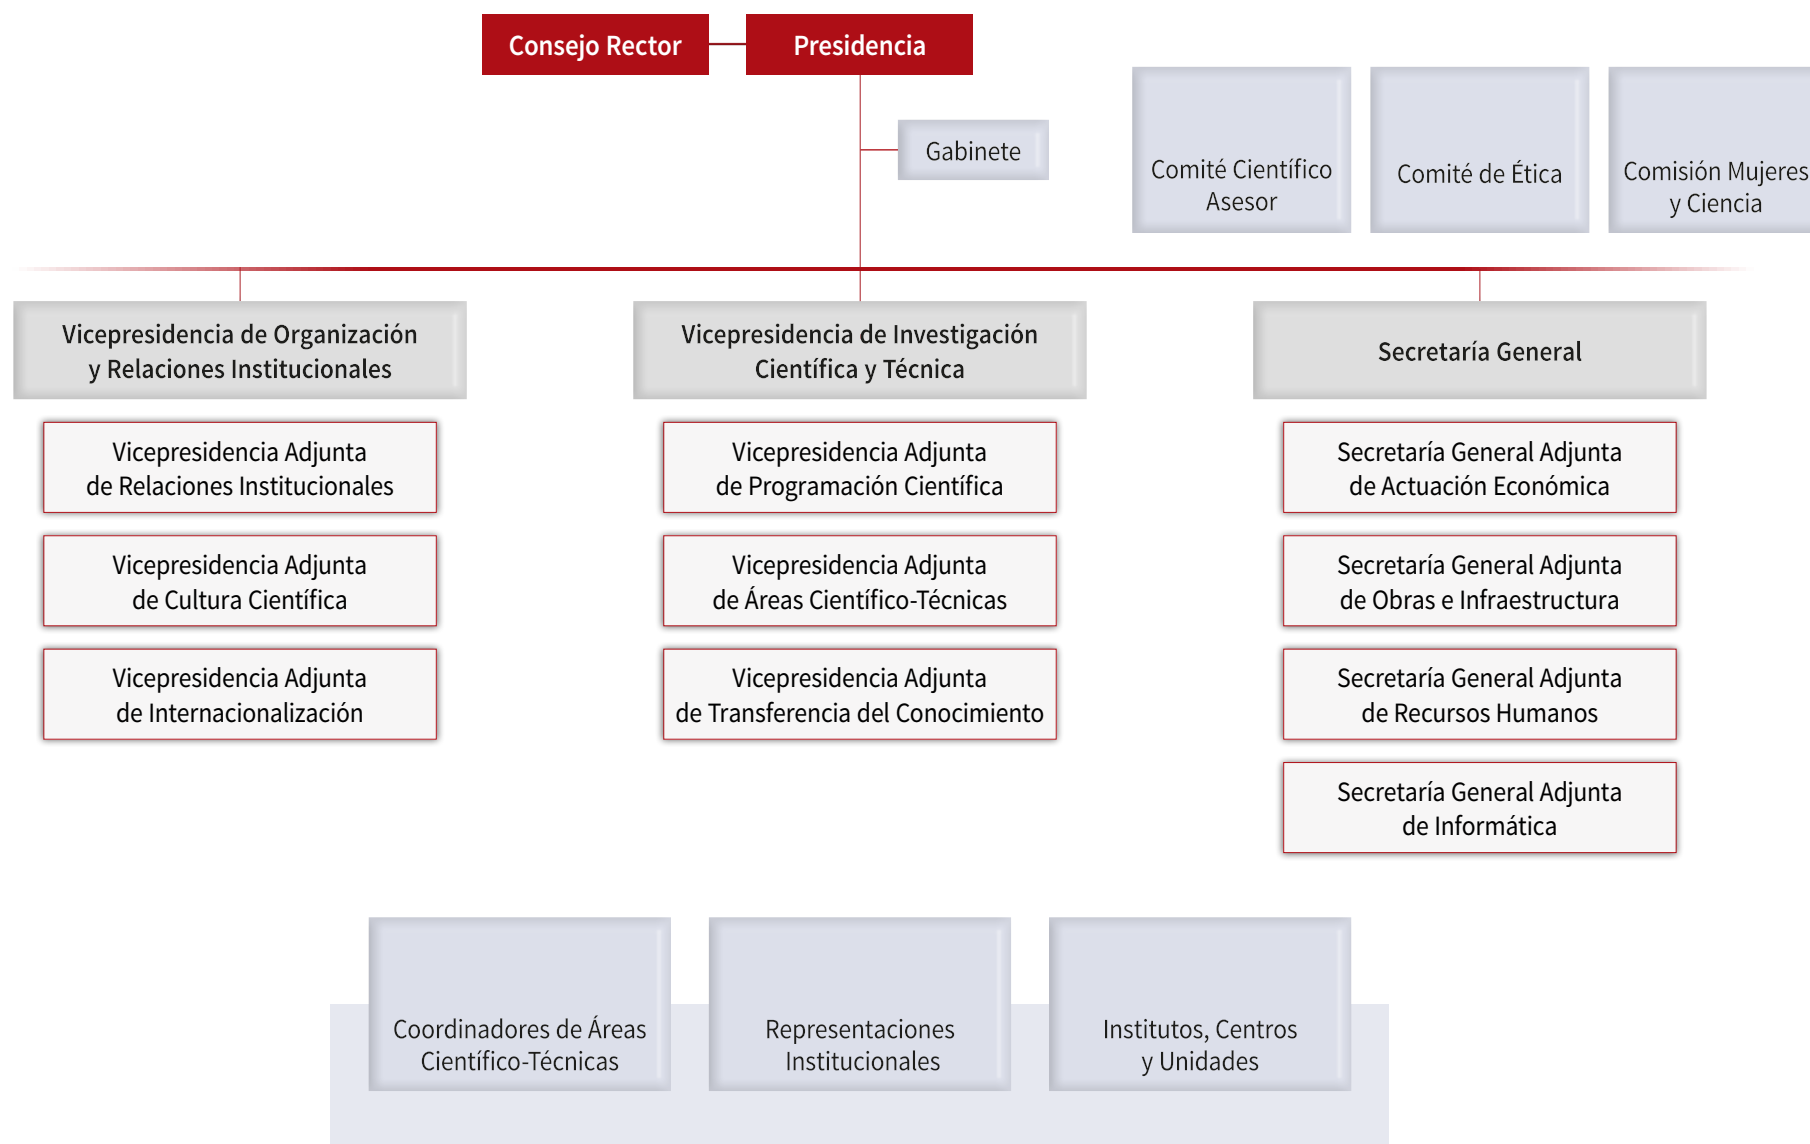 Consejo Rector
Presidencia
Gabinete
Comité Científico
Asesor
Comité de Ética
Comisión Mujeres
y Ciencia
Vicepresidencia de Organización
y Relaciones Institucionales
Vicepresidencia Adjunta
de Relaciones Institucionales
Vicepresidencia Adjunta
de Cultura Científica
Vicepresidencia Adjunta
de Internacionalización
Vicepresidencia de Investigación
Científica y Técnica
Vicepresidencia Adjunta
de Programación Científica
Vicepresidencia Adjunta
de Áreas Científico-Técnicas
Vicepresidencia Adjunta
de Transferencia del Conocimiento
Secretaría General
Secretaría General Adjunta
de Actuación Económica
Secretaría General Adjunta
de Obras e Infraestructura
Secretaría General Adjunta
de Recursos Humanos
Secretaría General Adjunta
de Informática
Coordinadores de Áreas
Científico-Técnicas
Representaciones
Institucionales
Institutos, Centros
y Unidades